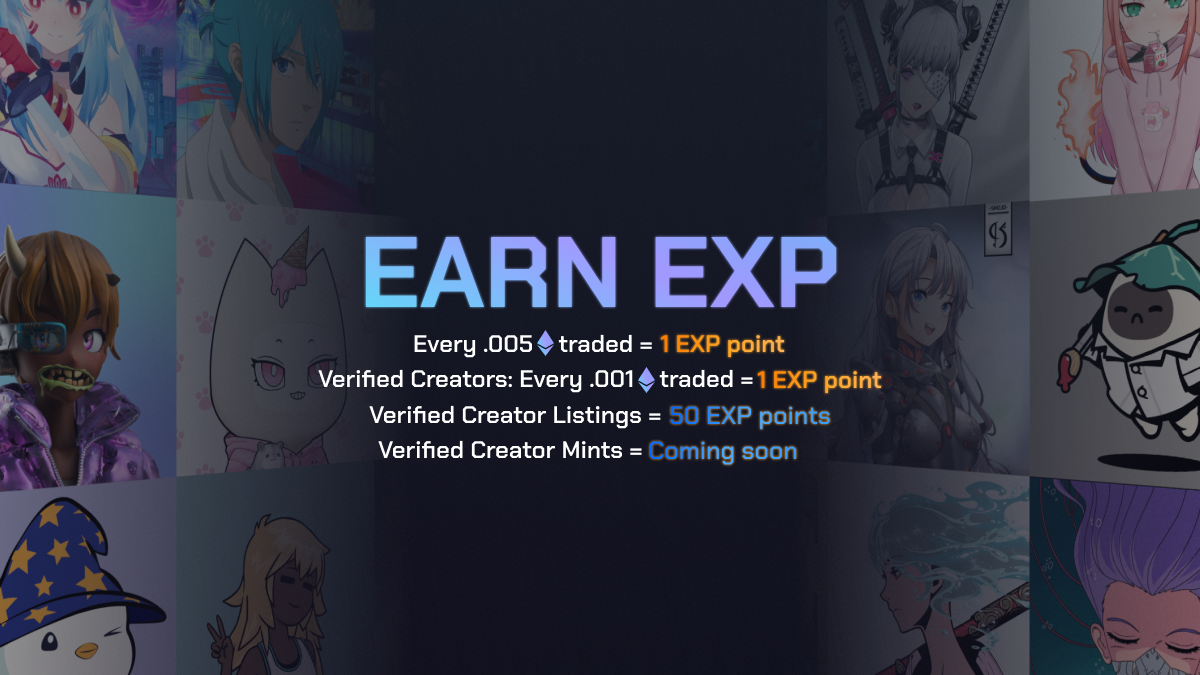 EARN EXP
Every .005 traded = 1 EXP point
Verified Creators: Every .001 traded = 1 EXP point
Verified Creator Listings = 50 EXP points
Verified Creator Mints = Coming soon